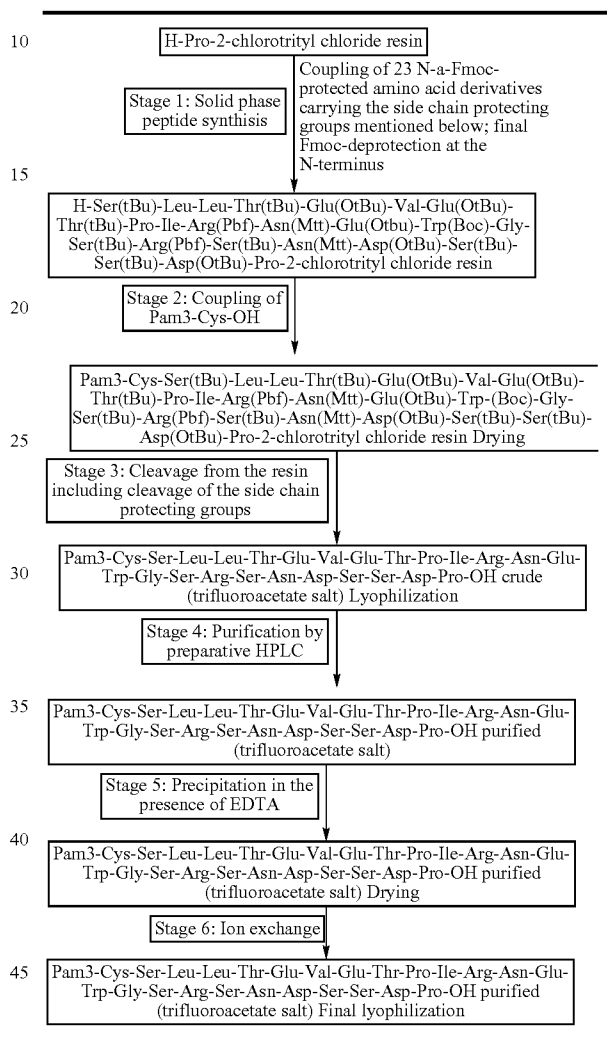 10
H-Pro-2-chlorotrityl chloride resin
Stage 1: Solid phase
peptide synthisis
Coupling of 23 N-a-Fmoc-
protected amino acid derivatives
carrying the side chain protecting
groups mentioned below; final
Fmoc-deprotection at the
N-terminus
15
H-Ser(tBu)-Leu-Leu-Thr(tBu)-Glu(OtBu)-Val-Glu(OtBu)-
Thr(tBu)-Pro-Ile-Arg(Pbf)-Asn(Mtt)-Glu(Otbu)-Trp(Boc)-Gly-
Ser(tBu)-Arg(Pbf)-Ser(tBu)-Asn(Mtt)-Asp(OtBu)-Ser(tBu)-
Ser(tBu)-Asp(OtBu)-Pro-2-chlorotrityl chloride resin
20
Stage 2: Coupling of
Pam3-Cys-OH
Pam3-Cys-Ser(tBu)-Leu-Leu-Thr(tBu)-Glu(OtBu)-Val-Glu(OtBu)-
Thr(tBu)-Pro-Ile-Arg(Pbf)-Asn(Mtt)-Glu(OtBu)-Trp-(Boc)-Gly-
Ser(tBu)-Arg(Pbf)-Ser(tBu)-Asn(Mtt)-Asp(OtBu)-Ser(tBu)-Ser(tBu)-
Asp(OtBu)-Pro-2-chlorotrityl chloride resin Drying
25
Stage 3: Cleavage from the resin
including cleavage of the side chain
protecting groups
Pam3-Cys-Ser-Leu-Leu-Thr-Glu-Val-Glu-Thr-Pro-Ile-Arg-Asn-Glu-
30
Trp-Gly-Ser-Arg-Ser-Asn-Asp-Ser-Ser-Asp-Pro-OH crude
(trifluoroacetate salt) Lyophilization
Stage 4: Purification by
preparative HPLC
35
Pam3-Cys-Ser-Leu-Leu-Thr-Glu-Val-Glu-Thr-Pro-Ile-Arg-Asn-Glu-
Trp-Gly-Ser-Arg-Ser-Asn-Asp-Ser-Ser-Asp-Pro-OH purified
(trifluoroacetate salt)
Stage 5: Precipitation in the
presence of EDTA
40
Pam3-Cys-Ser-Leu-Leu-Thr-Glu-Val-Glu-Thr-Pro-Ile-Arg-Asn-Glu-
Trp-Gly-Ser-Arg-Ser-Asn-Asp-Ser-Ser-Asp-Pro-OH purified
(trifluoroacetate salt) Drying
Stage 6: Ion exchange
45
Pam3-Cys-Ser-Leu-Leu-Thr-Glu-Val-Glu-Thr-Pro-Ile-Arg-Asn-Glu-
Trp-Gly-Ser-Arg-Ser-Asn-Asp-Ser-Ser-Asp-Pro-OH purified
(trifluoroacetate salt) Final lyophilization